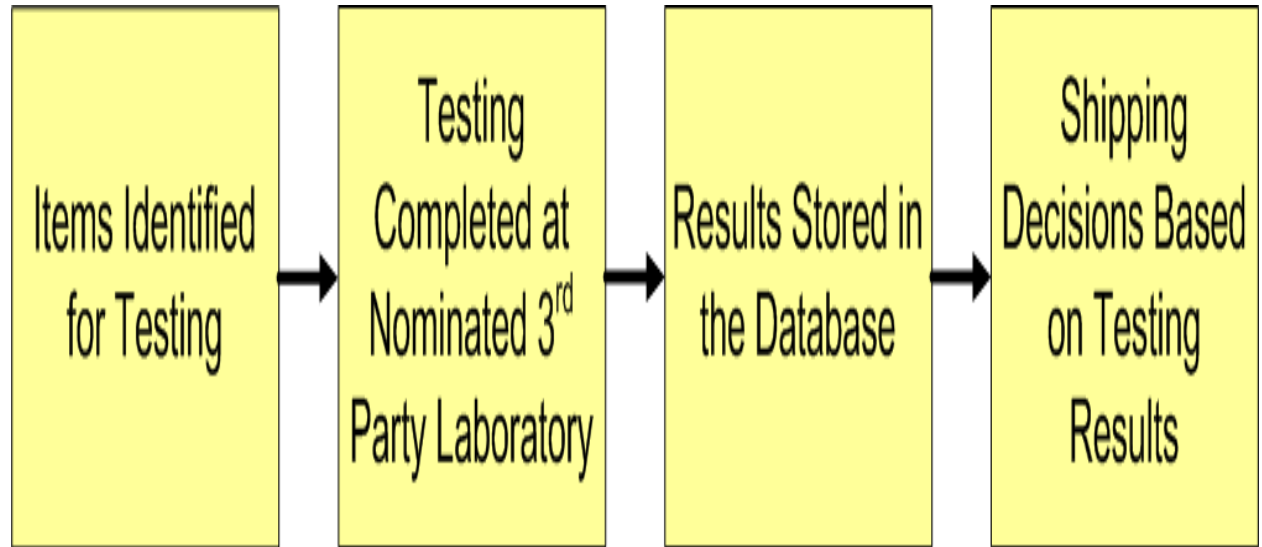 Items Identified
for Testing
Testing
Completed at
Nominated 3rd
Party Laboratory
Results Stored in
the Database
Shipping
Decisions Based
on Testing
Results